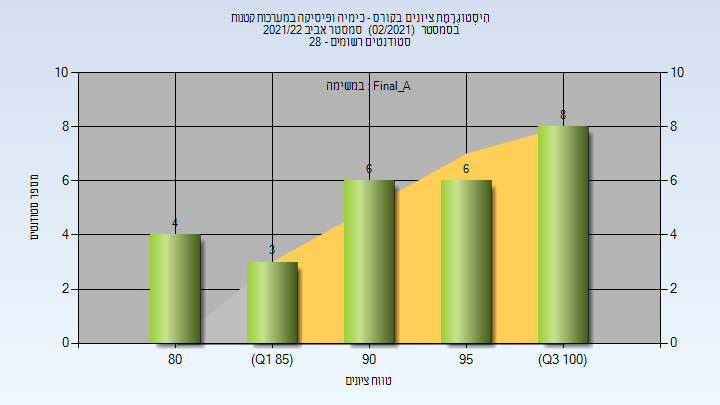 הִיסְטוֹגְרָמַת ציונים בקורס - כימיה ופיסיקה במערכות קטנות
בסמסטר (02/2021) סמסטר אביב 2021/22
סטודנטים רשומים - 28
במשימה : Final_A
מספר סטודנטים
10 10
8 8
6 6
4 4
2 2
0 0
4 3 6 6 8
80 (Q1 85) 90 95 (Q3 100)
טווח ציונים